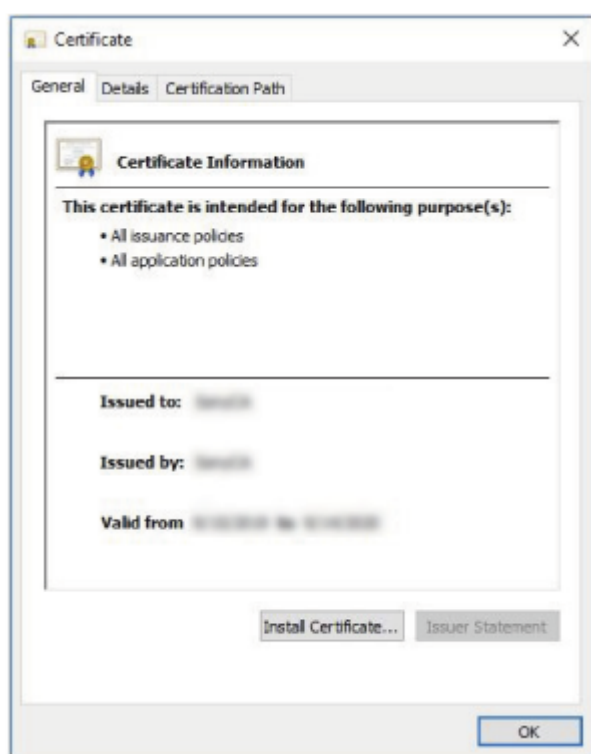 Certificate
General Details Certification Path
Certificate Information
This certificate is intended for the following purpose(s):
• All issuance policies
• All application policies
Issued to:
Issued by:
Valid from
Install Certificate... Issuer Statement
OK